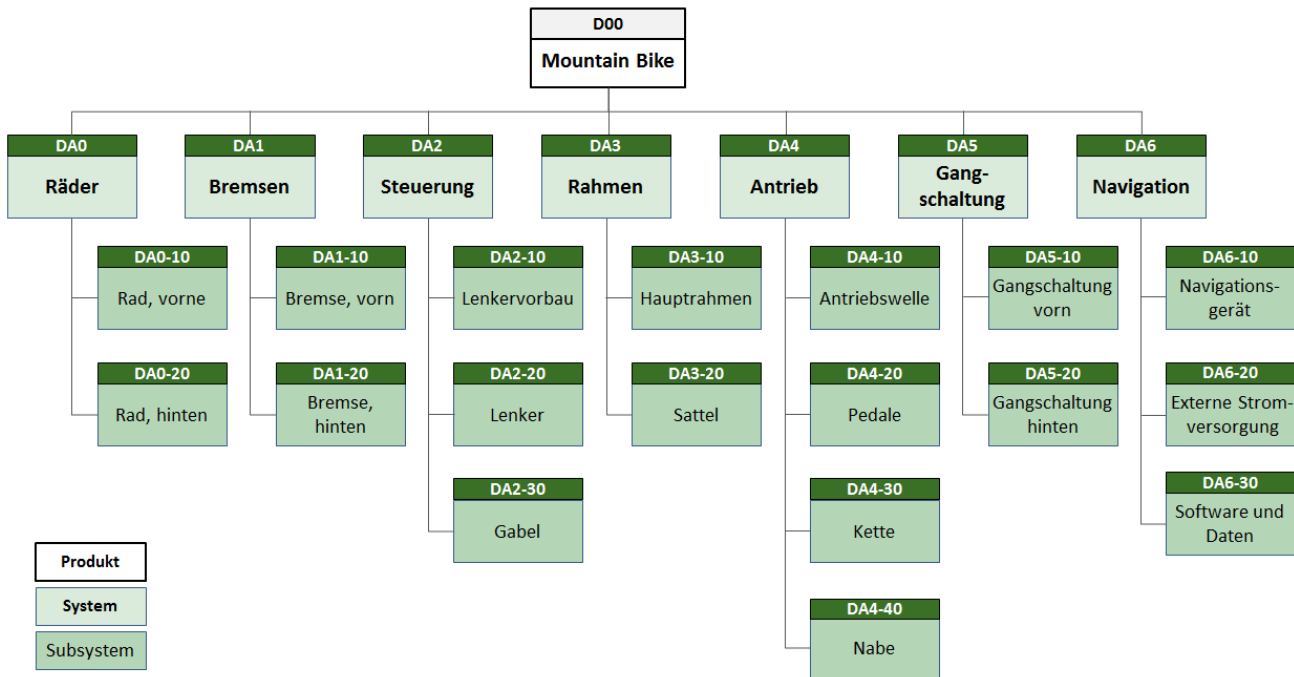 D00
Mountain Bike
DA0
Räder
DA1
Bremsen
DA2
Steuerung
DA3
Rahmen
DA4
Antrieb
DA5
Gang-
schaltung
DA6
Navigation
DA0-10
Rad, vorne
DA0-20
Rad, hinten
DA1-10
Bremse, vorn
DA1-20
Bremse,
hinten
DA2-10
Lenkervorbau
DA2-20
Lenker
DA2-30
Gabel
DA3-10
Hauptrahmen
DA3-20
Sattel
DA4-10
Antriebswelle
DA4-20
Pedale
DA4-30
Kette
DA4-40
Nabe
DA5-10
Gangschaltung
vorn
DA5-20
Gangschaltung
hinten
DA6-10
Navigations-
gerät
DA6-20
Externe Strom-
versorgung
DA6-30
Software und
Daten
Produkt
System
Subsystem